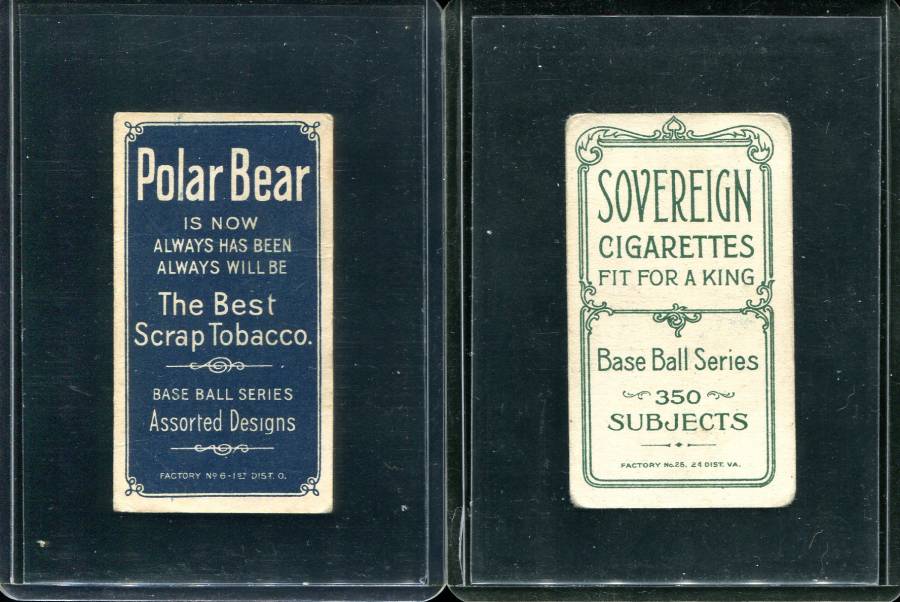 Polar Bear
IS NOW
ALWAYS HAS BEEN
ALWAYS WILL BE
The Best
Scrap Tobacco.
BASE BALL SERIES
Assorted Designs
FACTORY Nº 6 - 1ST DIST. O.
SOVEREIGN
CIGARETTES
FIT FOR A KING
Base Ball Series
350
SUBJECTS
FACTORY No.25. 24 DIST. VA.